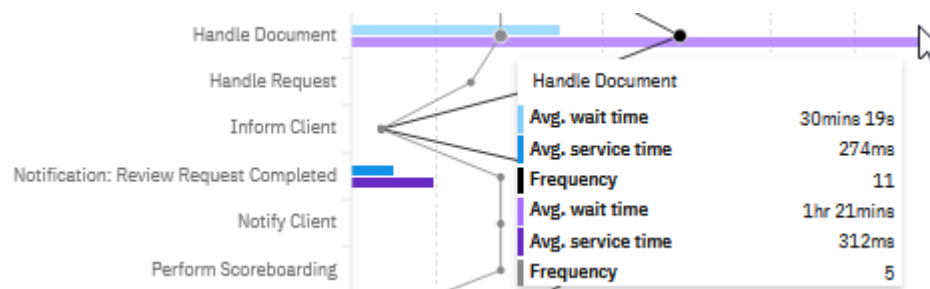 Handle Document
Handle Request
Inform Client
Notification: Review Request Completed
Notify Client
Perform Scoreboarding
Handle Document
Avg. wait time 30mins 19s
Avg. service time 274ms
Frequency 11
Avg. wait time 1hr 21mins
Avg. service time 312ms
Frequency 5